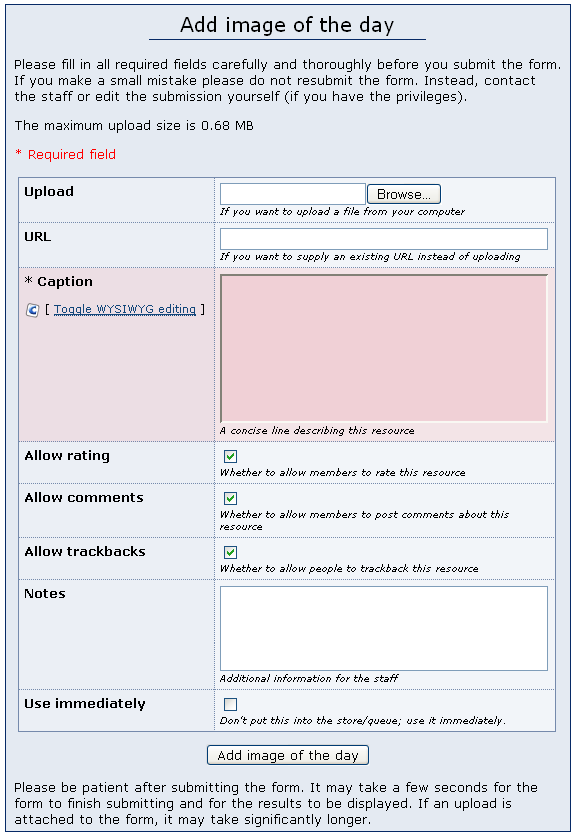 Add image of the day
Please fill in all required fields carefully and thoroughly before you submit the form.
If you make a small mistake please do not resubmit the form. Instead, contact
the staff or edit the submission yourself (if you have the privileges).
The maximum upload size is 0.68 MB
* Required field
Upload
Browse...
If you want to upload a file from your computer
URL
If you want to supply an existing URL instead of uploading
* Caption
[ Toggle WYSIWYG editing ]
A concise line describing this resource
Allow rating
Whether to allow members to rate this resource
Allow comments
Whether to allow members to post comments about this
resource
Allow trackbacks
Whether to allow people to trackback this resource
Notes
Additional information for the staff
Use immediately
Don't put this into the store/queue; use it immediately.
Add image of the day
Please be patient after submitting the form. It may take a few seconds for the
form to finish submitting and for the results to be displayed. If an upload is
attached to the form, it may take significantly longer.